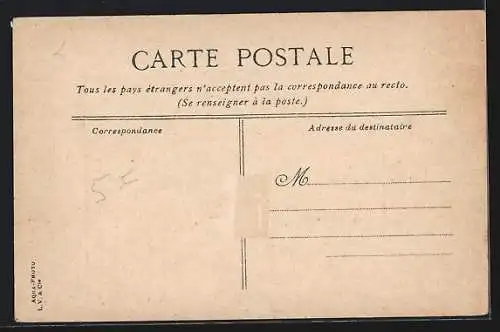 CARTE POSTALE
Tous les pays étrangers n'acceptent pas la correspondance au recto.
(Se renseigner à la poste.)
Correspondance
Adresse du destinataire
M
5
AQUA-PHOTO
L. V. & Cie